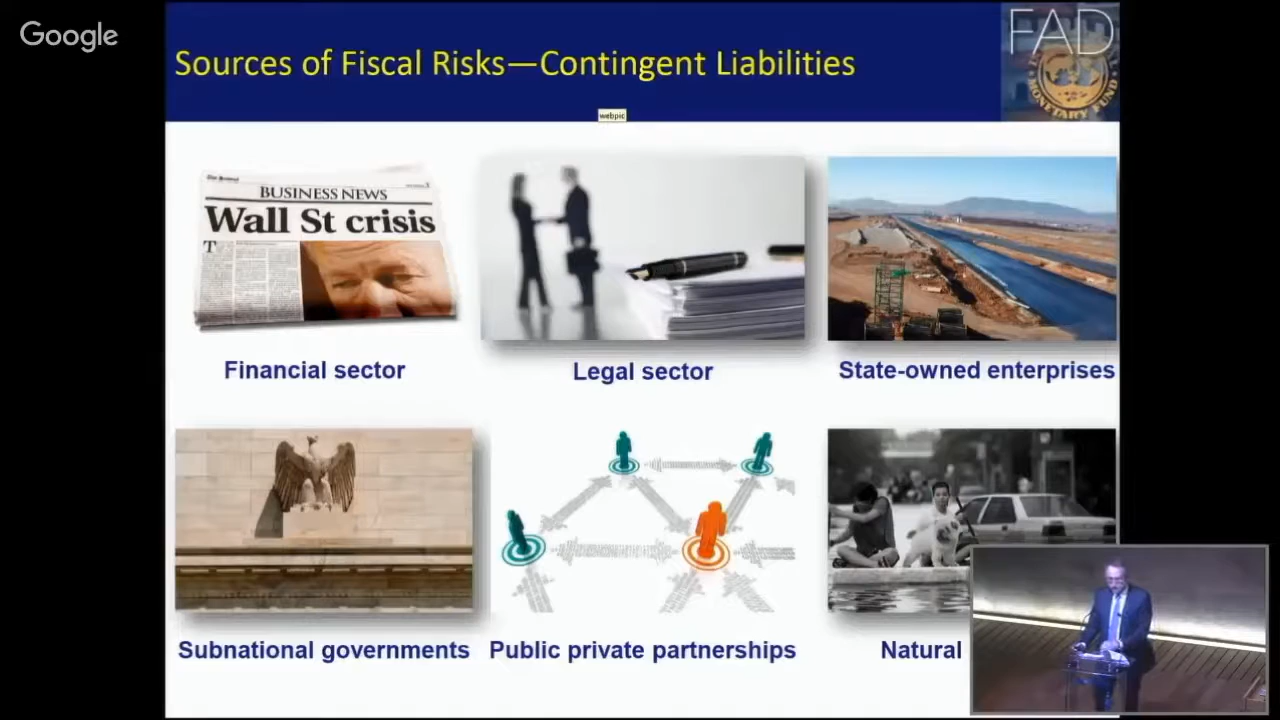 Google
Sources of Fiscal Risks—Contingent Liabilities
FAD
MONETARY FUND
webpic
BUSINESS NEWS
Wall St crisis
Financial sector
Legal sector
State-owned enterprises
Subnational governments
Public private partnerships
Natural